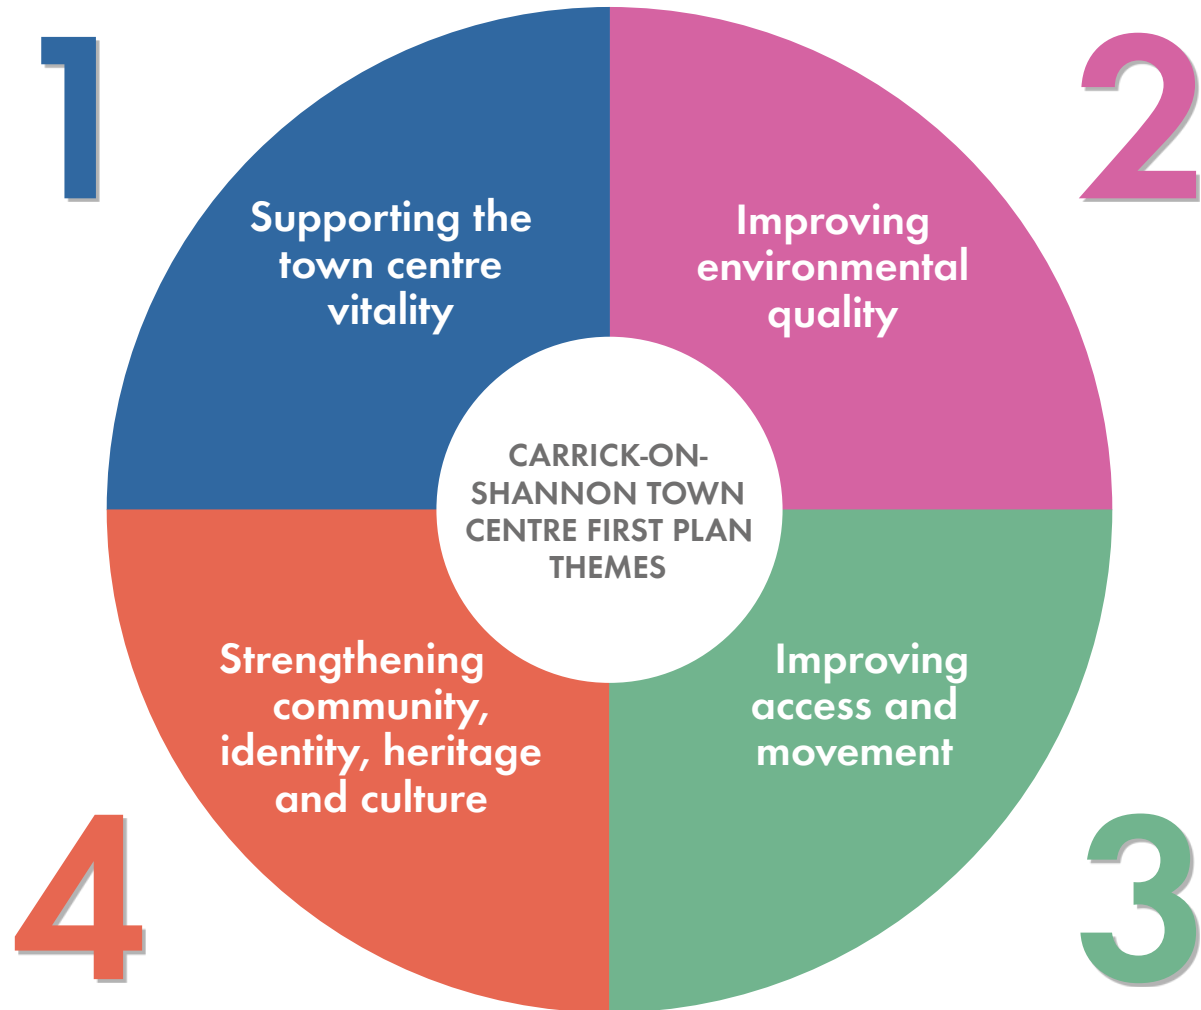 1
Supporting the
town centre
vitality
2
Improving
environmental
quality
CARRICK-ON-
SHANNON TOWN
CENTRE FIRST PLAN
THEMES
3
Improving
access and
movement
4
Strengthening
community,
identity, heritage
and culture